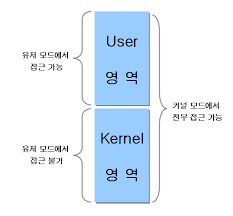 User
영 역
유저 모드에서
접근 가능
커널 모드에서
전부 접근 가능
유저 모드에서
접근 불가
Kernel
영 역